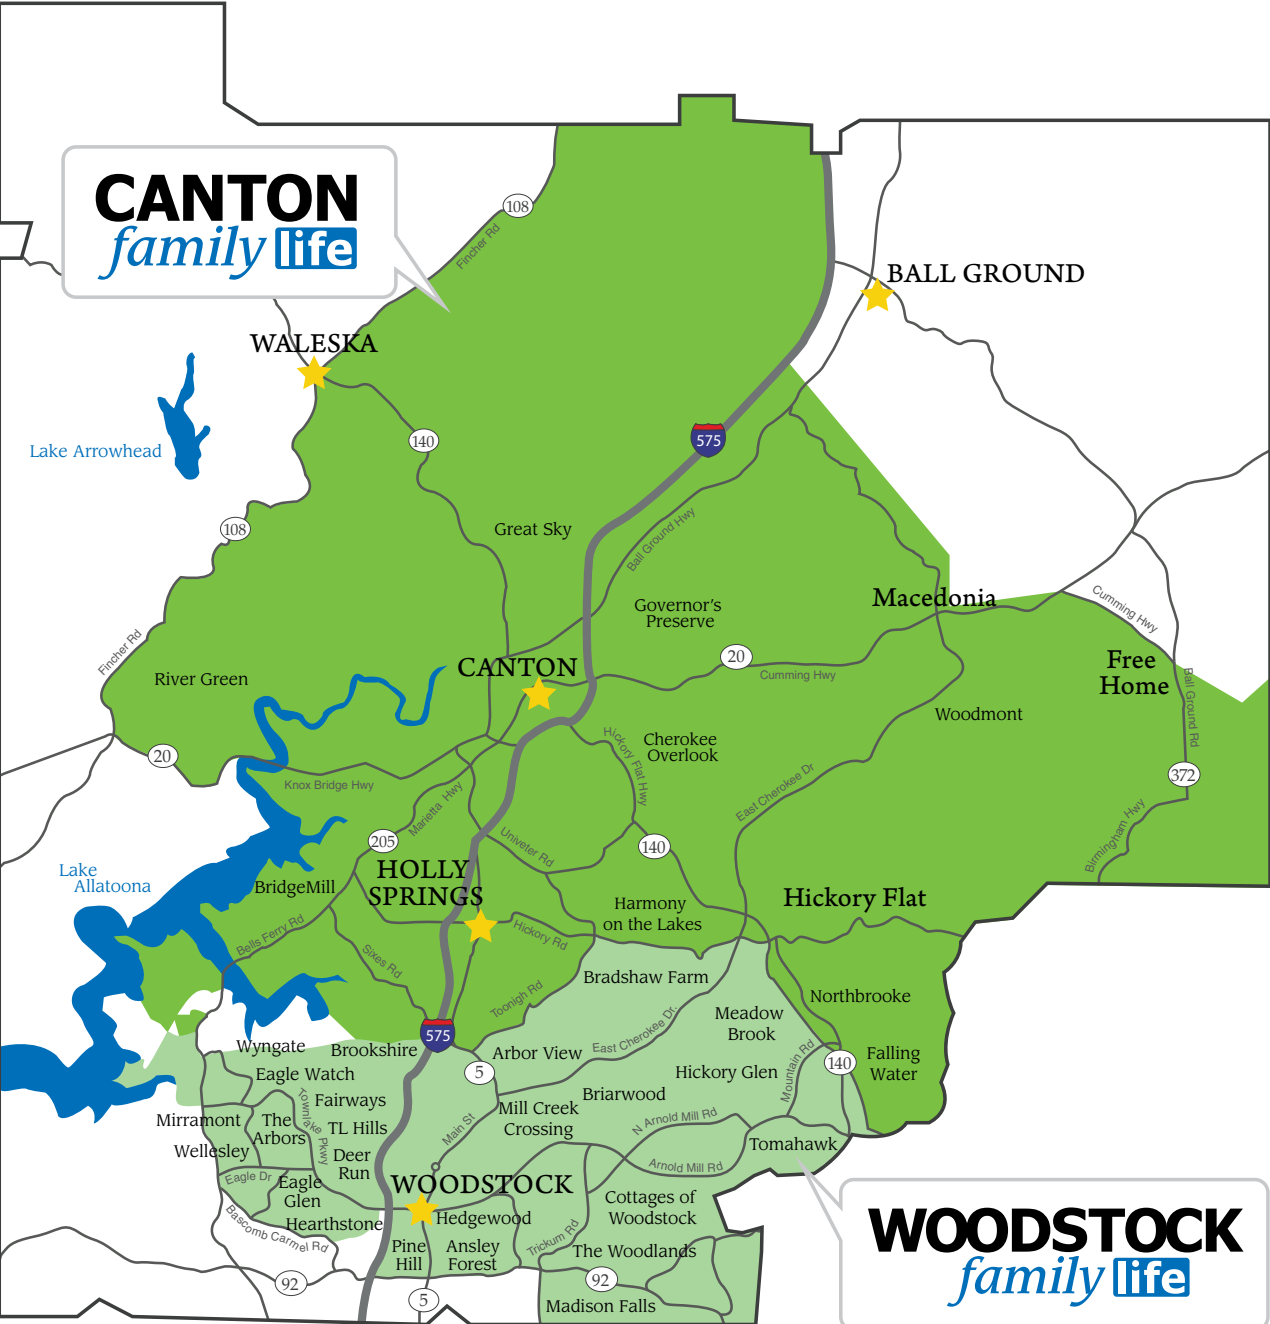 CANTON
family life
108
Fincher Rd
BALL GROUND
WALESKA
140
575
Lake Arrowhead
108
Great Sky
Ball Ground Hwy
Governor's
Preserve
Macedonia
Cumming Hwy
Fincher Rd
River Green
CANTON
20
Cumming Hwy
Free
Home
Ball Ground Rd
Woodmont
20
Hickory Flat Hwy
Cherokee
Overlook
372
Knox Bridge Hwy
Marietta Hwy
East Cherokee Dr
205
Univeter Rd
140
Birmingham Hwy
Lake
Allatoona
HOLLY
SPRINGS
BridgeMill
Hickory Flat
Harmony
on the Lakes
Bells Ferry Rd
Hickory Rd
Sixes Rd
Bradshaw Farm
Toonigh Rd
Northbrooke
Meadow
Brook
575
East Cherokee Dr.
Wyngate
Brookshire
Arbor View
Falling
Water
140
Mountain Rd
Eagle Watch
5
Hickory Glen
Townlake Pkwy
Fairways
Briarwood
Mirramont
The
Arbors
TL Hills
Mill Creek
Crossing
Main St
N Arnold Mill Rd
Wellesley
Deer
Run
Tomahawk
Arnold Mill Rd
Eagle Dr
Eagle
Glen
WOODSTOCK
Cottages of
Woodstock
Bascomb Carmel Rd
Hearthstone
Hedgewood
Trickum Rd
WOODSTOCK
family life
Pine
Hill
Ansley
Forest
The Woodlands
92
92
5
Madison Falls